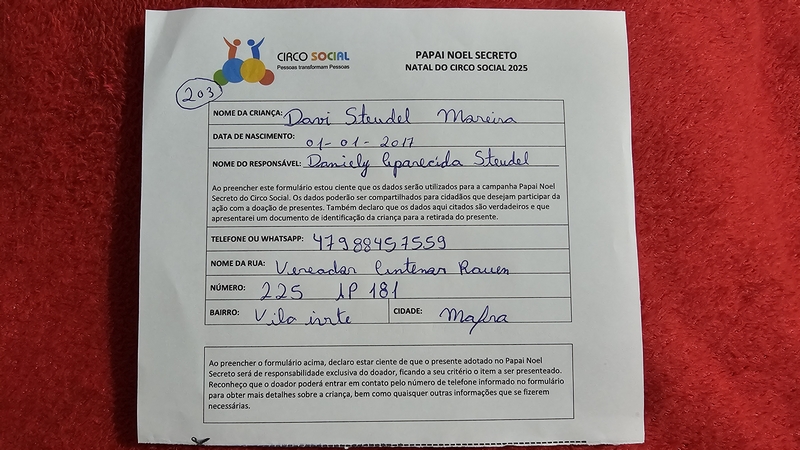 CIRCO SOCIAL
Pessoas transformam Pessoas
PAPAI NOEL SECRETO
NATAL DO CIRCO SOCIAL 2025
203
NOME DA CRIANÇA: Davi Steudel Moreira
DATA DE NASCIMENTO: 01-01-2017
NOME DO RESPONSÁVEL: Daniely Aparecida Steudel
Ao preencher este formulário estou ciente que os dados serão utilizados para a campanha Papai Noel
Secreto do Circo Social. Os dados poderão ser compartilhados para cidadãos que desejam participar da
ação com a doação de presentes. Também declaro que os dados aqui citados são verdadeiros e que
apresentarei um documento de identificação da criança para a retirada do presente.
TELEFONE OU WHATSAPP: 47988457559
NOME DA RUA: Vereador Rauen
NÚMERO: 225 AP 181
BAIRRO: Vila CIDADE: Mafra
Ao preencher o formulário acima, declaro estar ciente de que o presente adotado no Papai Noel
Secreto será de responsabilidade exclusiva do doador, ficando a seu critério o item a ser presenteado.
Reconheço que o doador poderá entrar em contato pelo número de telefone informado no formulário
para obter mais detalhes sobre a criança, bem como quaisquer outras informações que se fizerem
necessárias.